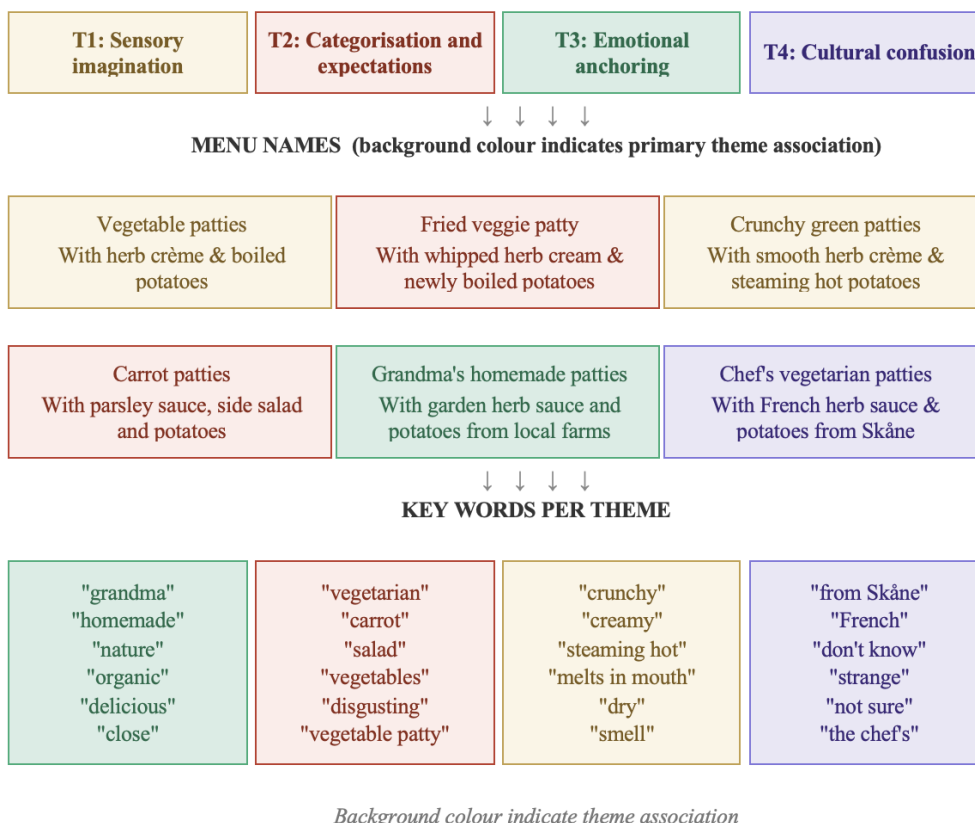 T1: Sensory
imagination
T2: Categorisation and
expectations
T3: Emotional
anchoring
T4: Cultural confusion
↓ ↓ ↓ ↓
MENU NAMES (background colour indicates primary theme association)
Vegetable patties
With herb crème & boiled
potatoes
Fried veggie patty
With whipped herb cream &
newly boiled potatoes
Crunchy green patties
With smooth herb crème &
steaming hot potatoes
Carrot patties
With parsley sauce, side salad
and potatoes
Grandma's homemade patties
With garden herb sauce and
potatoes from local farms
Chef's vegetarian patties
With French herb sauce &
potatoes from Skåne
↓ ↓ ↓ ↓
KEY WORDS PER THEME
"grandma"
"homemade"
"nature"
"organic"
"delicious"
"close"
"vegetarian"
"carrot"
"salad"
"vegetables"
"disgusting"
"vegetable patty"
"crunchy"
"creamy"
"steaming hot"
"melts in mouth"
"dry"
"smell"
"from Skåne"
"French"
"don't know"
"strange"
"not sure"
"the chef's"
Background colour indicate theme association